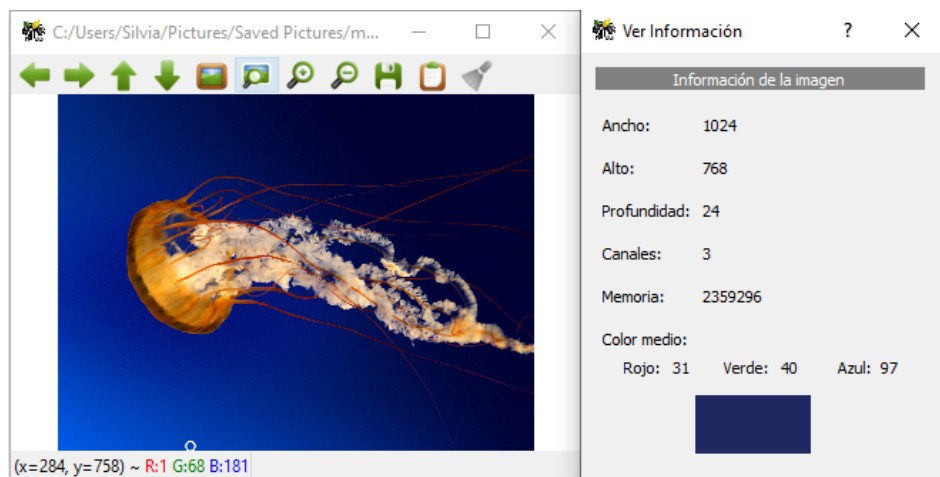 C:/Users/Silvia/Pictures/Saved Pictures/m...
(x=284, y=758) ~ R:1 G:68 B:181
Ver Información
Información de la imagen
Ancho: 1024
Alto: 768
Profundidad: 24
Canales: 3
Memoria: 2359296
Color medio:
Rojo: 31 Verde: 40 Azul: 97